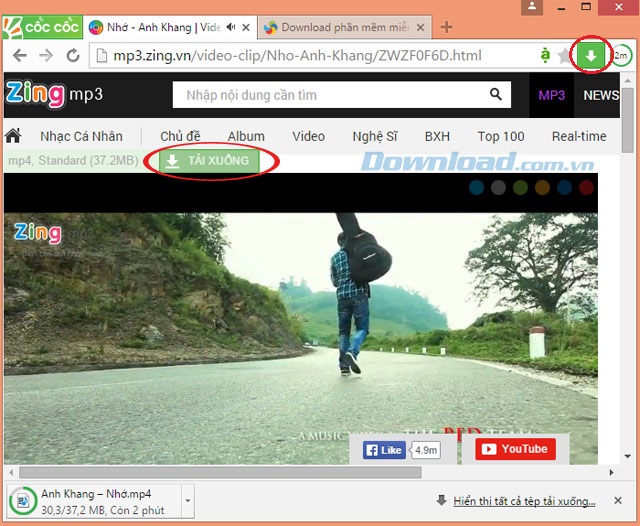 cốc cốc
Nhớ - Anh Khang | Vide
Download phần mềm miễ
mp3.zing.vn/video-clip/Nho-Anh-Khang/ZWZF0F6D.html
2m
Zing mp3
Nhập nội dung cần tìm
MP3
NEWS
Nhạc Cá Nhân
Chủ đề
Album
Video
Nghệ Sĩ
BXH
Top 100
Real-time
mp4, Standard (37.2MB)
TẢI XUỐNG
Download.com.vn
Zing mp3
A MUSIC
THE RED TEAM
Like
4.9m
YouTube
Anh Khang – Nhớ.mp4
30,3/37,2 MB, Còn 2 phút
Hiển thị tất cả tệp tải xuống...